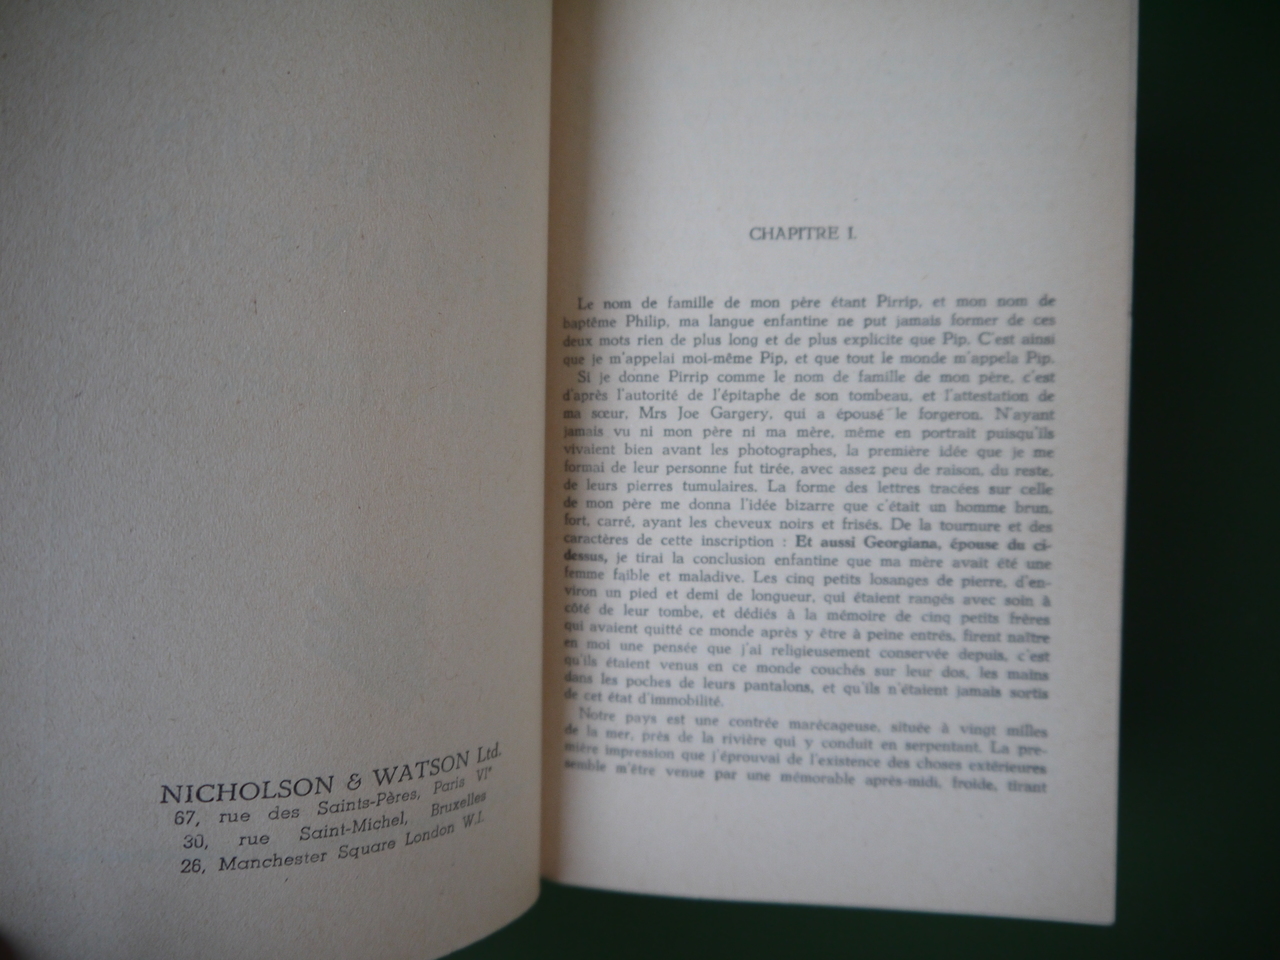 NICHOLSON & WATSON Ltd.
67, rue des Saints-Pères, Paris VIe
30, rue Saint-Michel, Bruxelles
26, Manchester Square London W.I.
CHAPITRE I.
Le nom de famille de mon père étant Pirrip, et mon nom de
baptême Philip, ma langue enfantine ne put jamais former de ces
deux mots rien de plus long et de plus explicite que Pip. C'est ainsi
que je m'appelai moi-même Pip, et que tout le monde m'appela Pip.
Si je donne Pirrip comme le nom de famille de mon père, c'est
d'après l'autorité de l'épitaphe de son tombeau, et l'attestation de
ma sœur, Mrs Joe Gargery, qui a épousé le forgeron. N'ayant
jamais vu ni mon père ni ma mère, même en portrait puisqu'ils
vivaient bien avant les photographes, la première idée que je me
formai de leur personne fut tirée, avec assez peu de raison, du reste,
de leurs pierres tumulaires. La forme des lettres tracées sur celle
de mon père me donna l'idée bizarre que c'était un homme brun,
fort, carré, ayant les cheveux noirs et frisés. De la tournure et des
caractères de cette inscription : Et aussi Georgiana, épouse du ci-
dessus, je tirai la conclusion enfantine que ma mère avait été une
femme faible et maladive. Les cinq petits losanges de pierre, d'en-
viron un pied et demi de longueur, qui étaient rangés avec soin à
côté de leur tombe, et dédiés à la mémoire de cinq petits frères
qui avaient quitté ce monde après y être à peine entrés, firent naître
en moi une pensée que j'ai religieusement conservée depuis, c'est
qu'ils étaient venus en ce monde couchés sur leur dos, les mains
dans les poches de leurs pantalons, et qu'ils n'étaient jamais sortis
de cet état d'immobilité.
Notre pays est une contrée marécageuse, située à vingt milles
de la mer, près de la rivière qui y conduit en serpentant. La pre-
mière impression que j'éprouvai de l'existence des choses extérieures
semble m'être venue par une mémorable après-midi, froide, tirant